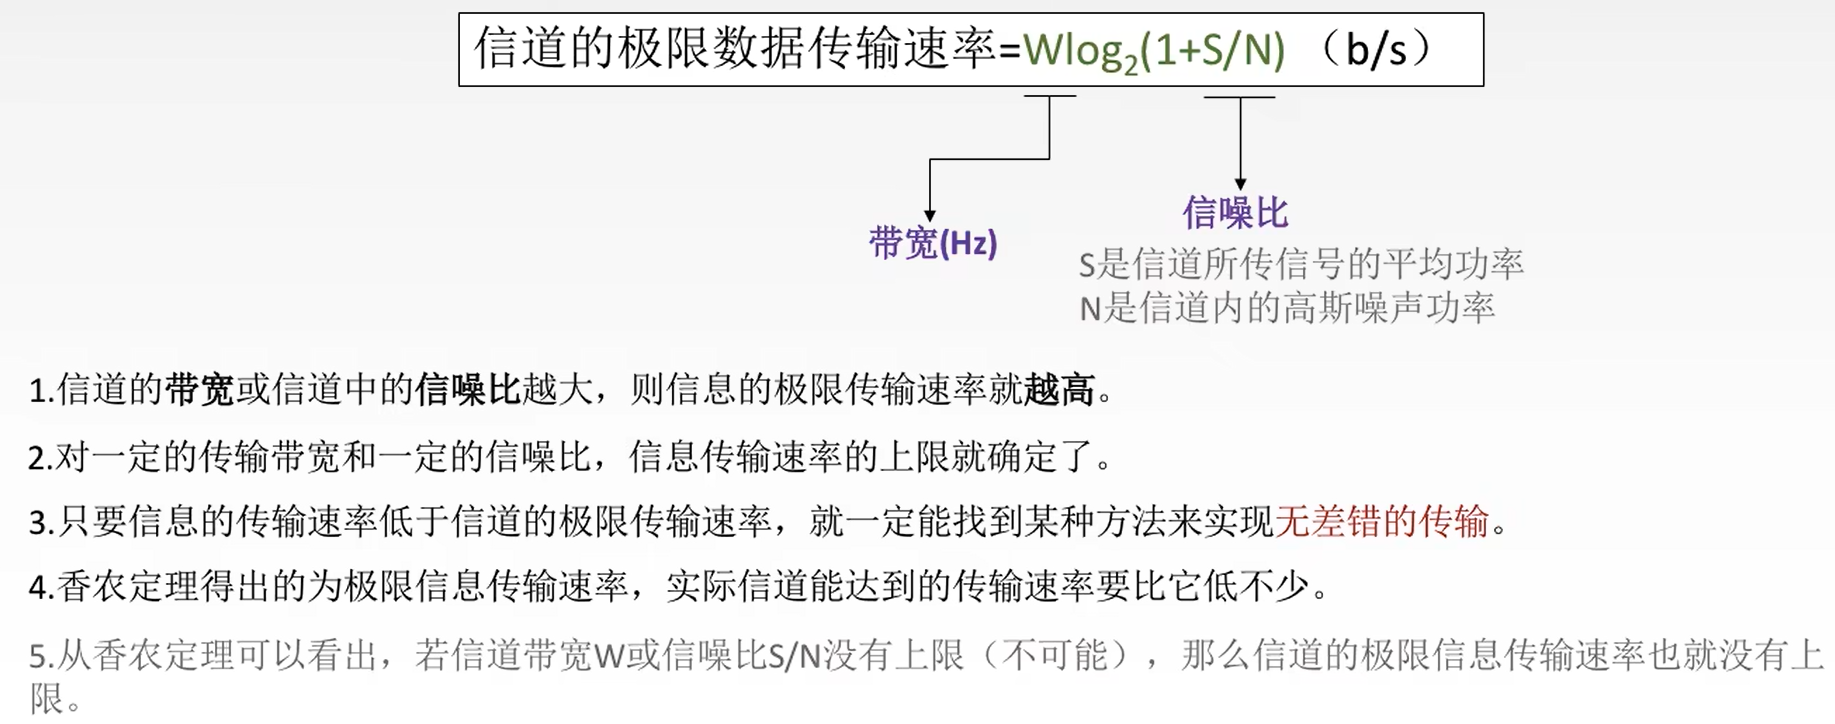 信道的极限数据传输速率=Wlog₂(1+S/N)（b/s）
带宽(Hz)
信噪比
S是信道所传信号的平均功率
N是信道内的高斯噪声功率
1.信道的带宽或信道中的信噪比越大，则信息的极限传输速率就越高。
2.对一定的传输带宽和一定的信噪比，信息传输速率的上限就确定了。
3.只要信息的传输速率低于信道的极限传输速率，就一定能找到某种方法来实现无差错的传输。
4.香农定理得出的为极限信息传输速率，实际信道能达到的传输速率要比它低不少。
5.从香农定理可以看出，若信道带宽W或信噪比S/N没有上限（不可能），那么信道的极限信息传输速率也就没有上
限。